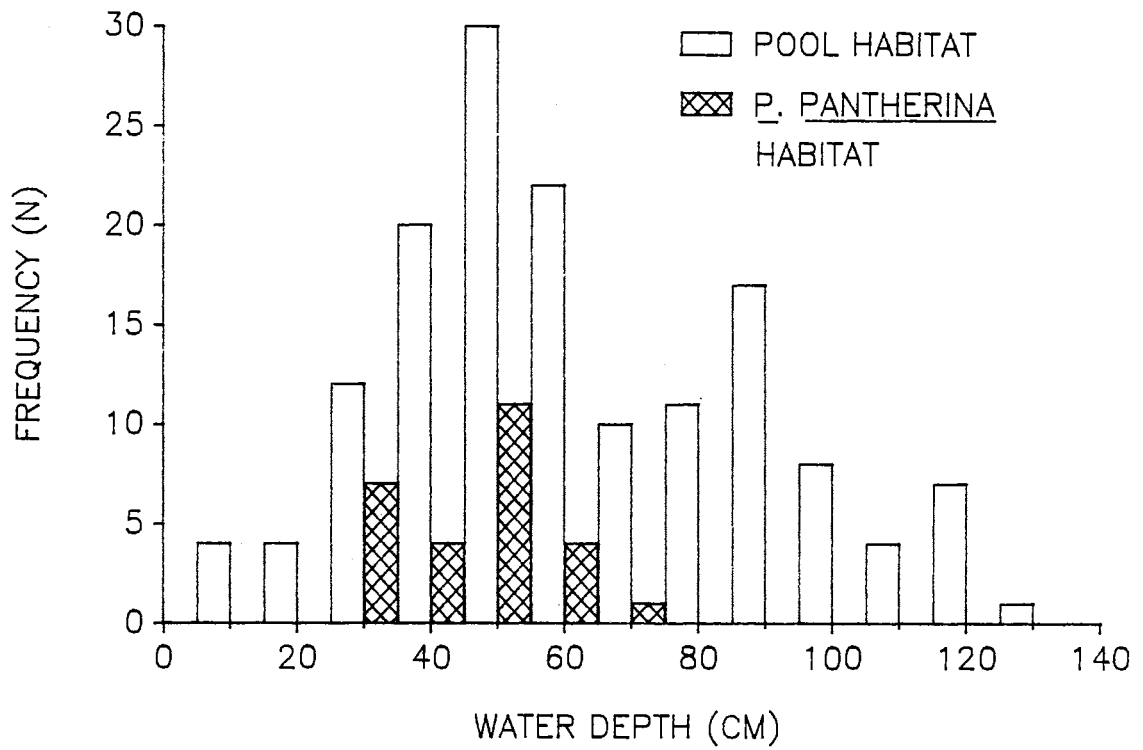 30
25
20
15
10
5
0
FREQUENCY (N)
POOL HABITAT
P. PANTHERINA
HABITAT
0 20 40 60 80 100 120 140
WATER DEPTH (CM)